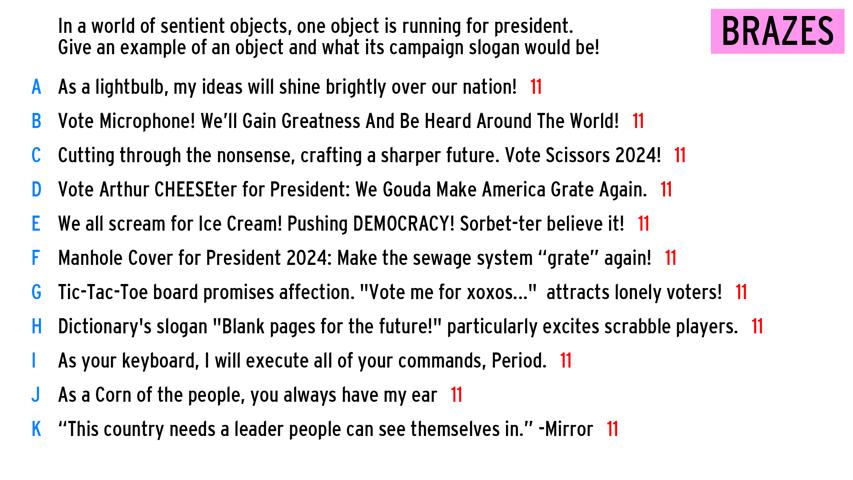 In a world of sentient objects, one object is running for president.
Give an example of an object and what its campaign slogan would be!
BRAZES
A As a lightbulb, my ideas will shine brightly over our nation! 11
B Vote Microphone! We'll Gain Greatness And Be Heard Around The World! 11
C Cutting through the nonsense, crafting a sharper future. Vote Scissors 2024! 11
D Vote Arthur CHEESEter for President: We Gouda Make America Grate Again. 11
E We all scream for Ice Cream! Pushing DEMOCRACY! Sorbet-ter believe it! 11
F Manhole Cover for President 2024: Make the sewage system “grate” again! 11
G Tic-Tac-Toe board promises affection. "Vote me for xoxos..." attracts lonely voters! 11
H Dictionary's slogan "Blank pages for the future!" particularly excites scrabble players. 11
I As your keyboard, I will execute all of your commands, Period. 11
J As a Corn of the people, you always have my ear 11
K “This country needs a leader people can see themselves in.” -Mirror 11